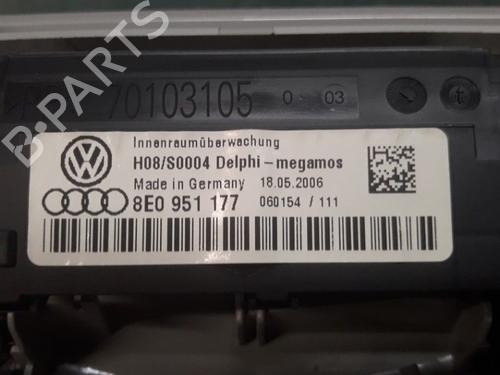 70103105
0 03
Innenraumüberwachung
H08/S0004 Delphi-megamos
Made in Germany 18.05.2006
8E0 951 177 060154 / 111
B-PARTS